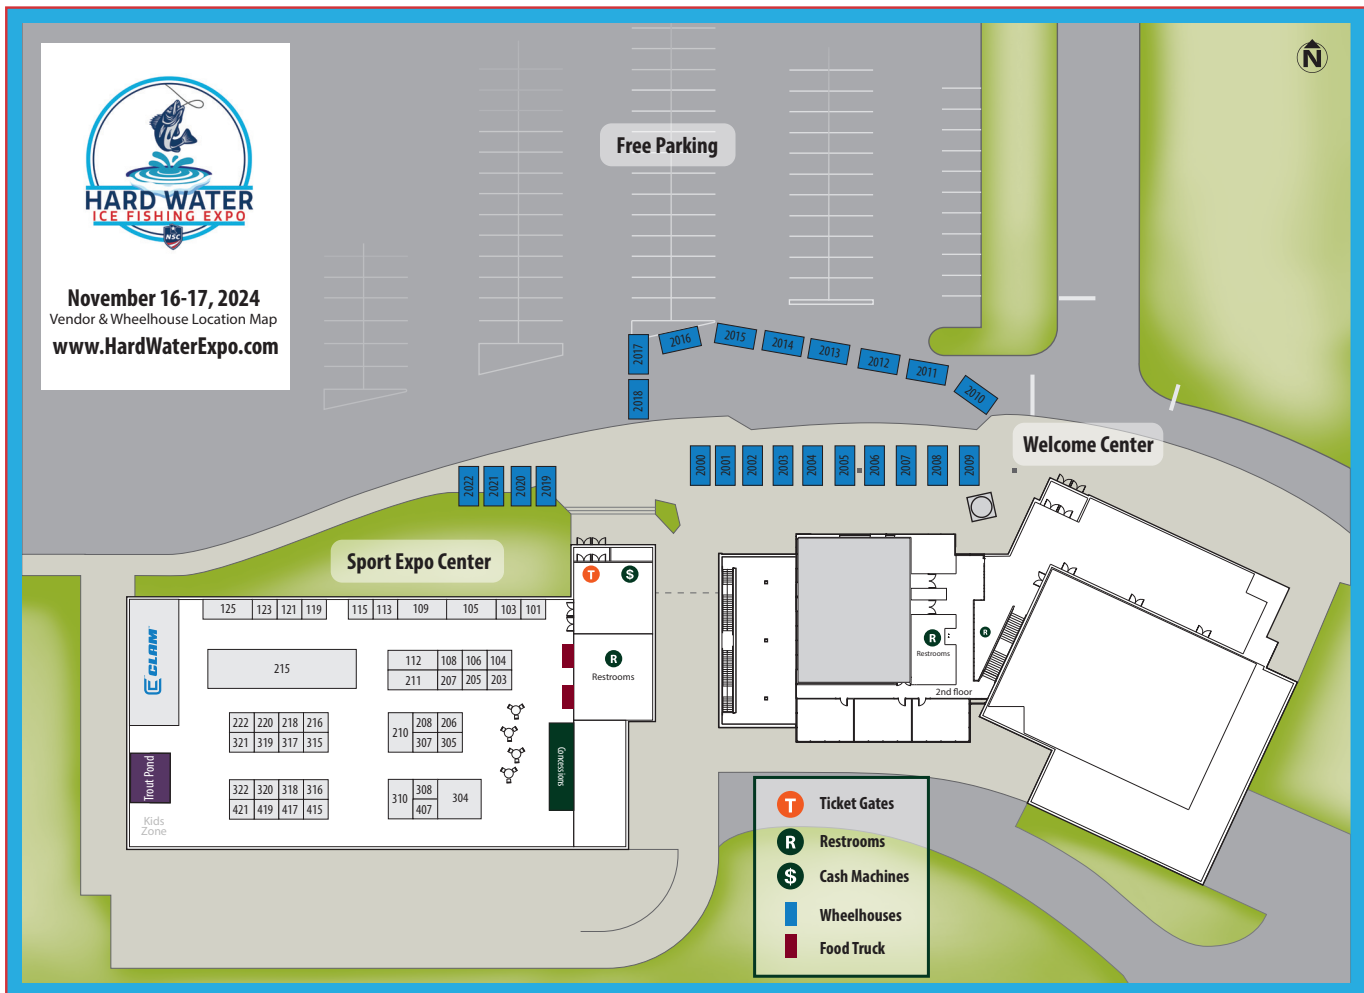 HARD WATER
ICE FISHING EXPO
NSC
November 16-17, 2024
Vendor & Wheelhouse Location Map
www.HardWaterExpo.com
N
Free Parking
2017
2016
2015
2014
2013
2012
2011
2010
2018
Welcome Center
2000
2001
2002
2003
2004
2005
2006
2007
2008
2009
2022
2021
2020
2019
Sport Expo Center
T
$
125
123
121
119
115
113
109
105
103
101
CLAM
215
112
108
106
104
211
207
205
203
R
Restrooms
R
Restrooms
R
2nd floor
222
220
218
216
321
319
317
315
210
208
206
307
305
Concessions
Trout Pond
322
320
318
316
421
419
417
415
310
308
304
407
Kids
Zone
T Ticket Gates
R Restrooms
$ Cash Machines
Wheelhouses
Food Truck